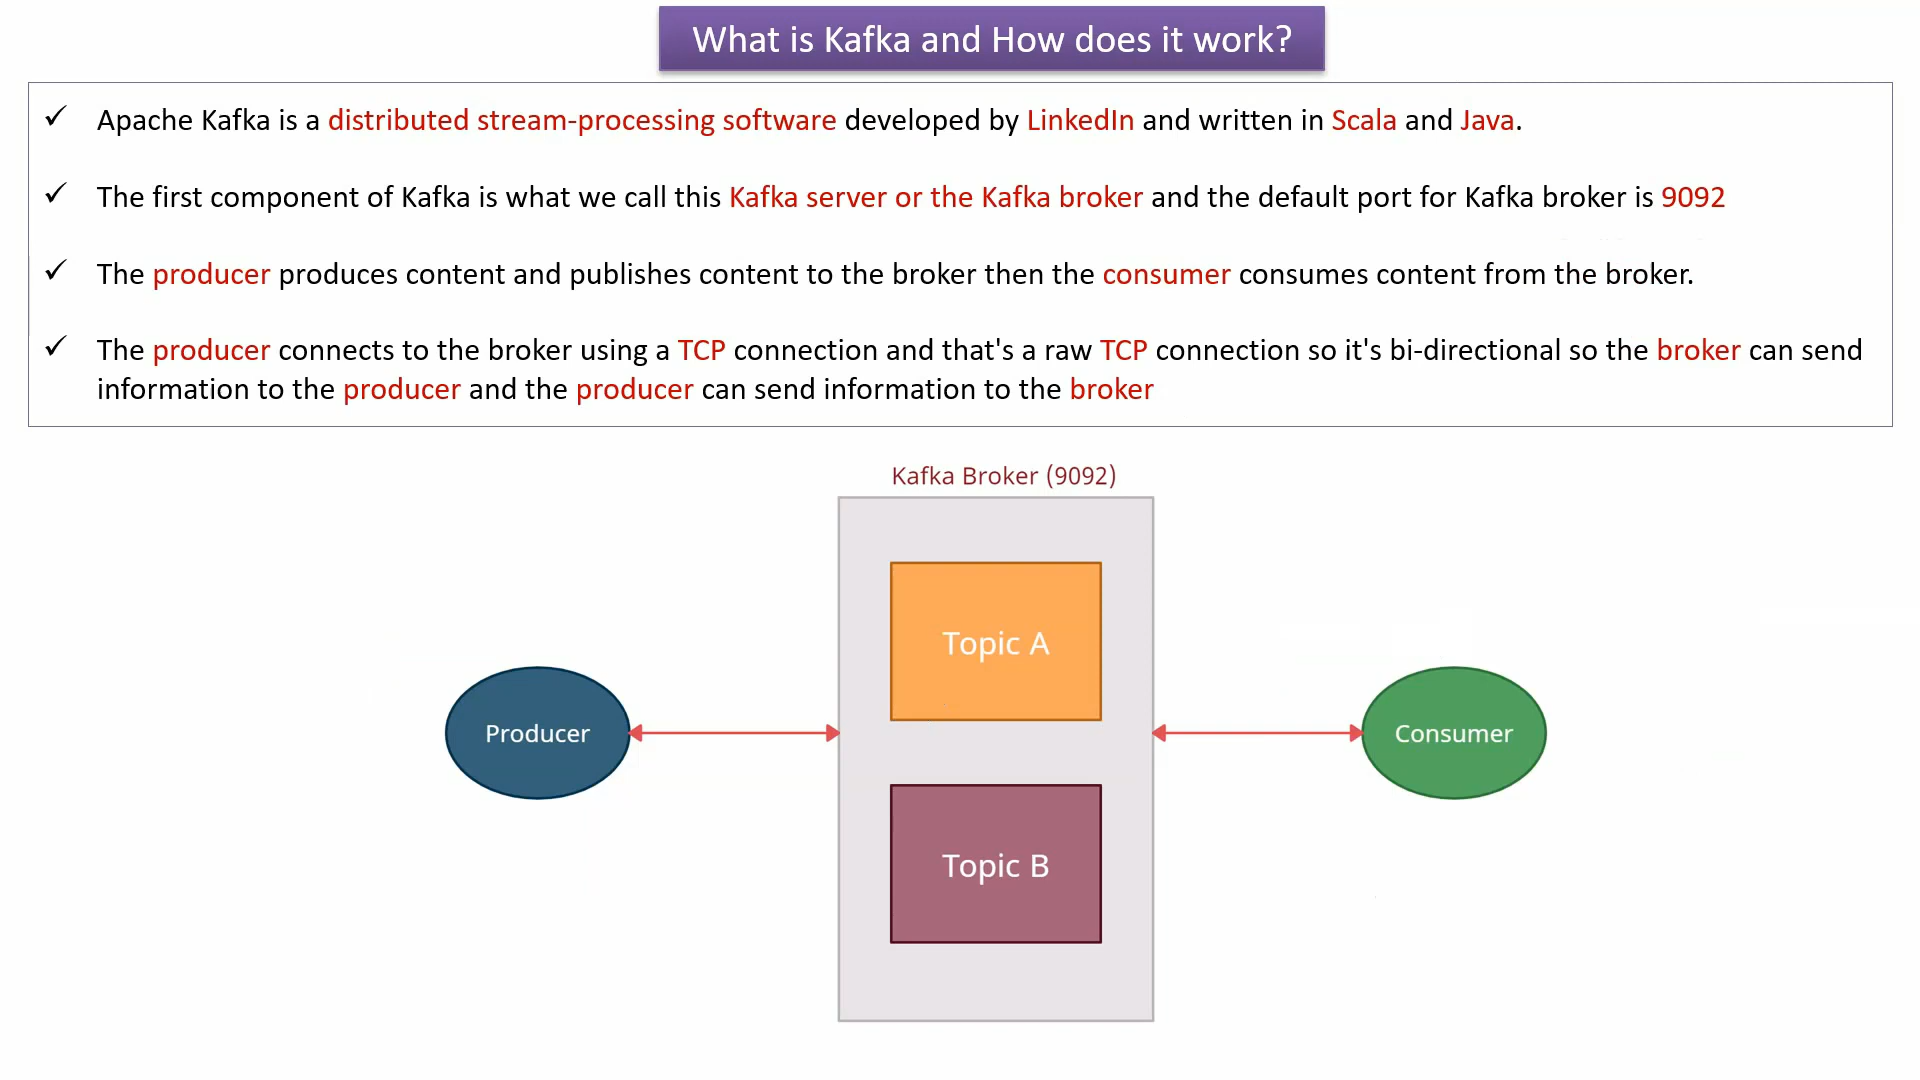 What is Kafka and How does it work?
✓ Apache Kafka is a distributed stream-processing software developed by LinkedIn and written in Scala and Java.
✓ The first component of Kafka is what we call this Kafka server or the Kafka broker and the default port for Kafka broker is 9092
✓ The producer produces content and publishes content to the broker then the consumer consumes content from the broker.
✓ The producer connects to the broker using a TCP connection and that's a raw TCP connection so it's bi-directional so the broker can send
information to the producer and the producer can send information to the broker
Kafka Broker (9092)
Topic A
Producer
Consumer
Topic B